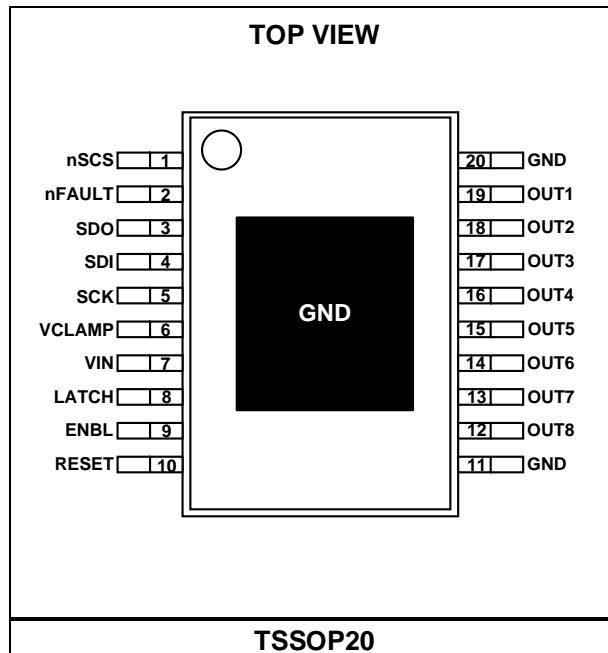 TOP VIEW
nSCS 1 20 GND
nFAULT 2 19 OUT1
SDO 3 18 OUT2
SDI 4 17 OUT3
SCK 5 16 OUT4
VCLAMP 6 15 OUT5
GND
VIN 7 14 OUT6
LATCH 8 13 OUT7
ENBL 9 12 OUT8
RESET 10 11 GND
TSSOP20